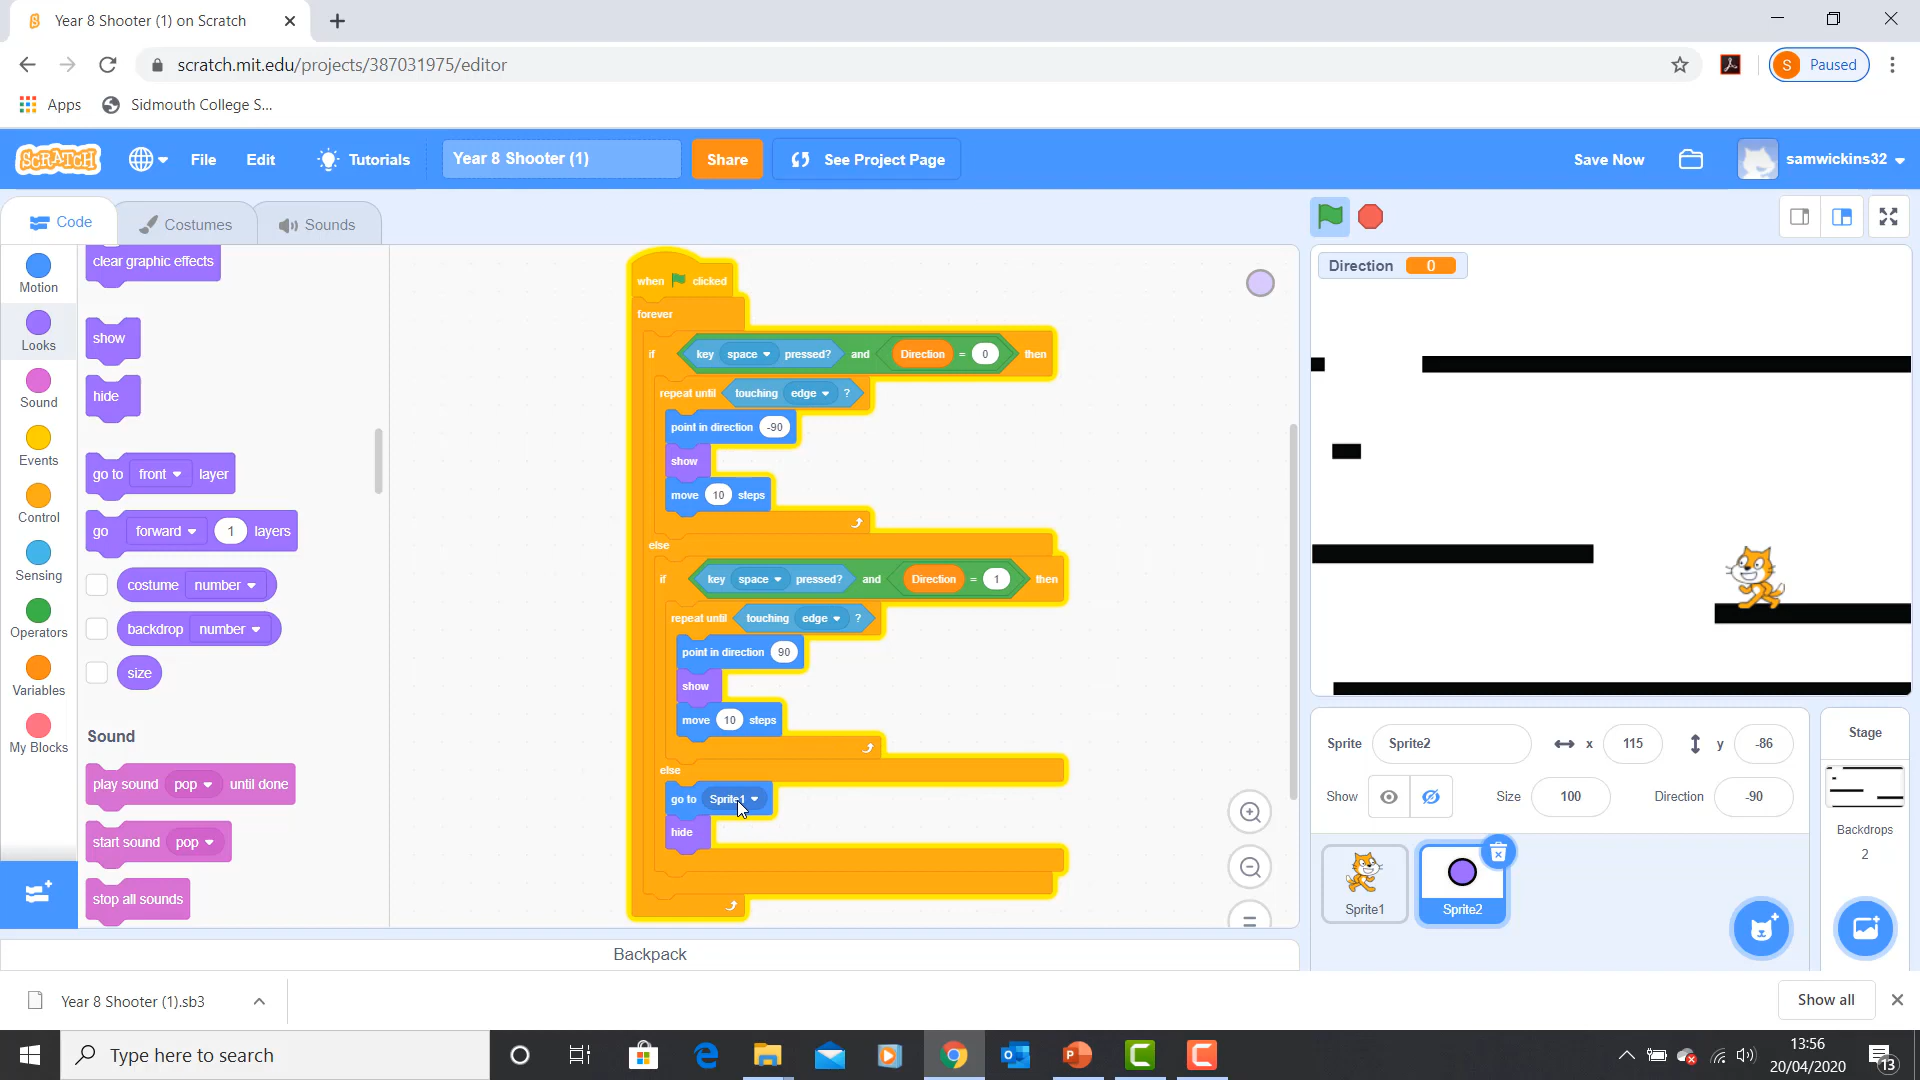 Year 8 Shooter (1) on Scratch
scratch.mit.edu/projects/387031975/editor
S Paused
Apps
Sidmouth College S...
SCRATCH
File
Edit
Tutorials
Year 8 Shooter (1)
Share
See Project Page
Save Now
samwickins32
Code
Costumes
Sounds
Motion
Looks
Sound
Events
Control
Sensing
Operators
Variables
My Blocks
clear graphic effects
show
hide
go to front layer
go forward 1 layers
costume number
backdrop number
size
Sound
play sound pop until done
start sound pop
stop all sounds
when clicked
forever
if key space pressed? and Direction = 0 then
repeat until touching edge ?
point in direction -90
show
move 10 steps
else
if key space pressed? and Direction = 1 then
repeat until touching edge ?
point in direction 90
show
move 10 steps
else
go to Sprite1
hide
Backpack
Direction 0
Sprite Sprite2 x 115 y -86
Show Size 100 Direction -90
Sprite1
Sprite2
Stage
Backdrops
2
Year 8 Shooter (1).sb3
Show all
Type here to search
13:56
20/04/2020
13